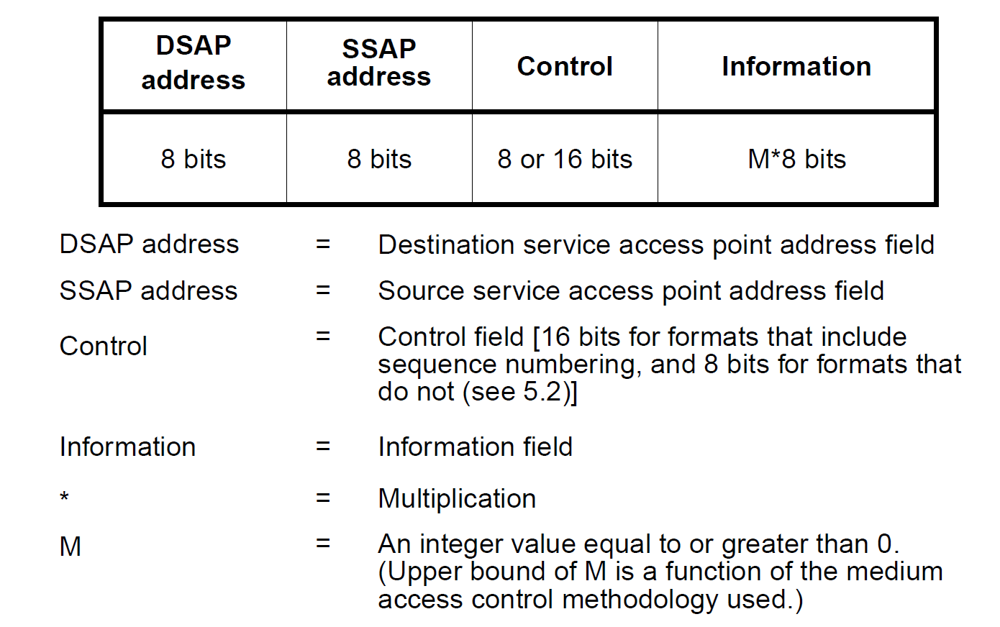 DSAP address
SSAP address
Control
Information
8 bits
8 bits
8 or 16 bits
M*8 bits
DSAP address = Destination service access point address field
SSAP address = Source service access point address field
Control = Control field [16 bits for formats that include
sequence numbering, and 8 bits for formats that
do not (see 5.2)]
Information = Information field
* = Multiplication
M = An integer value equal to or greater than 0.
(Upper bound of M is a function of the medium
access control methodology used.)